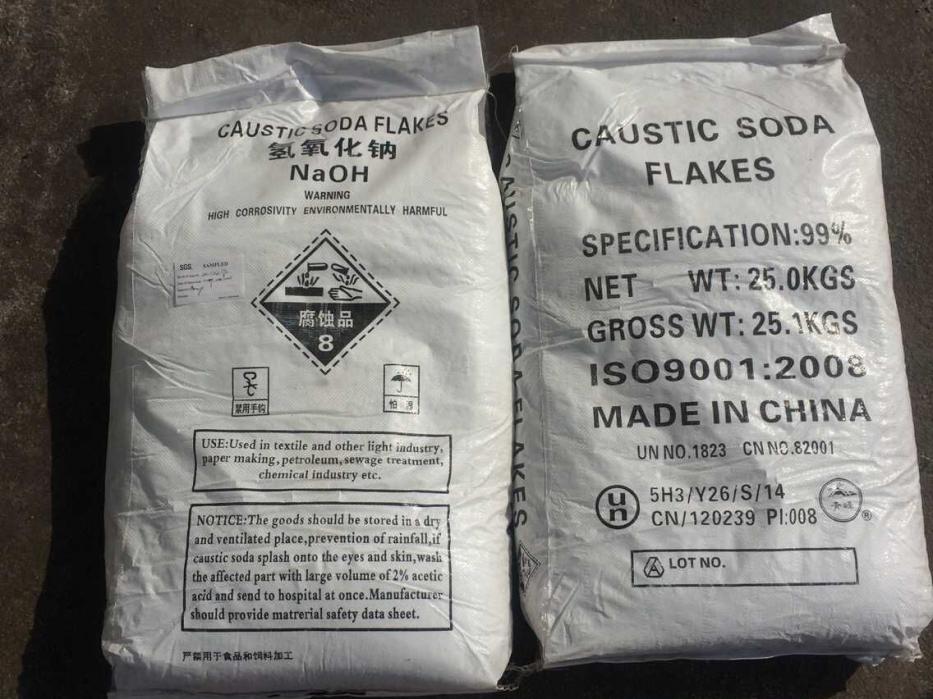 CAUSTIC SODA FLAKES
氢氧化钠
NaOH
WARNING
HIGH CORROSIVITY ENVIRONMENTALLY HARMFUL
SGS SAMPLED
腐蚀品
8
禁用手钩
怕
USE:Used in textile and other light industry,
paper making, petroleum, sewage treatment,
chemical industry etc.
NOTICE:The goods should be stored in a dry
and ventilated place,prevention of rainfall,if
caustic soda splash onto the eyes and skin,wash
the affected part with large volume of 2% acetic
acid and send to hospital at once.Manufacturer
should provide matrerial safety data sheet.
严禁用于食品和饲料加工
CAUSTIC SODA FLAKES
CAUSTIC SODA
FLAKES
SPECIFICATION:99%
NET WT: 25.0KGS
GROSS WT: 25.1KGS
ISO9001:2008
MADE IN CHINA
UN NO.1823 CN NO.82001
un 5H3/Y26/S/14
CN/120239 PI:008
®
LOT NO.